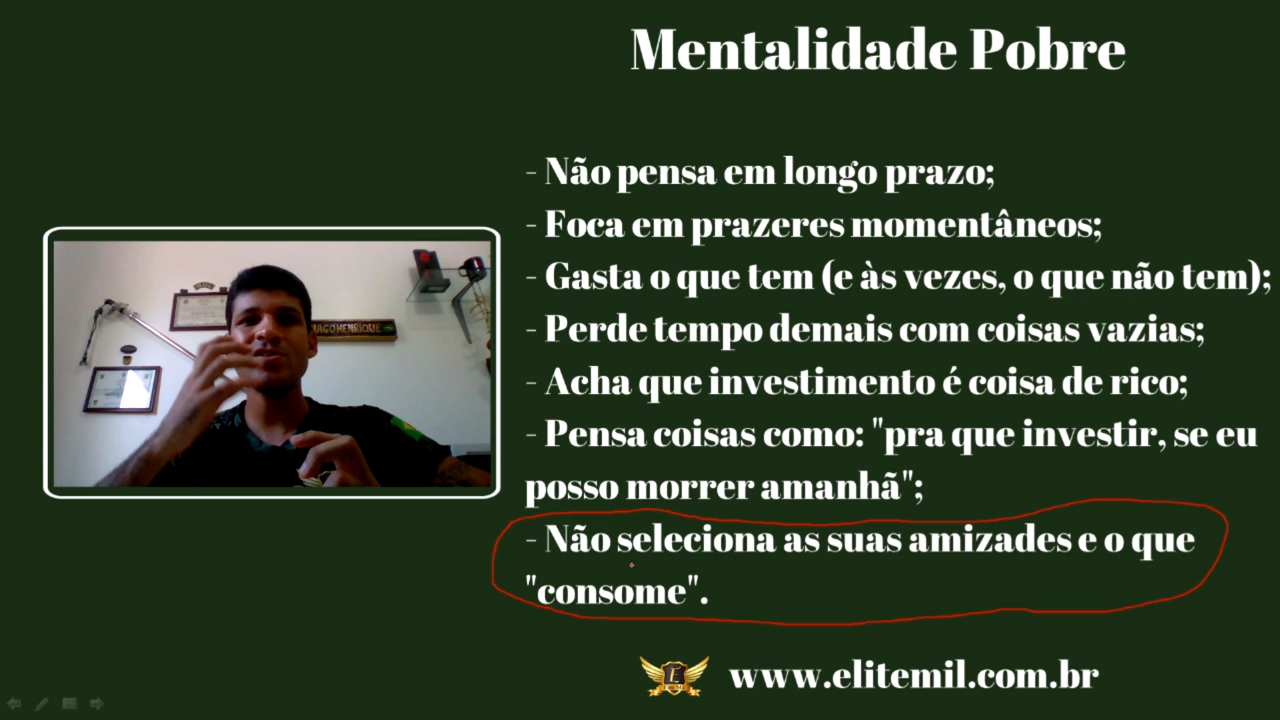 Mentalidade Pobre
- Não pensa em longo prazo;
- Foca em prazeres momentâneos;
- Gasta o que tem (e às vezes, o que não tem);
- Perde tempo demais com coisas vazias;
- Acha que investimento é coisa de rico;
- Pensa coisas como: "pra que investir, se eu
posso morrer amanhã";
- Não seleciona as suas amizades e o que
"consome".
IAGO HENRIQUE
www.elitemil.com.br